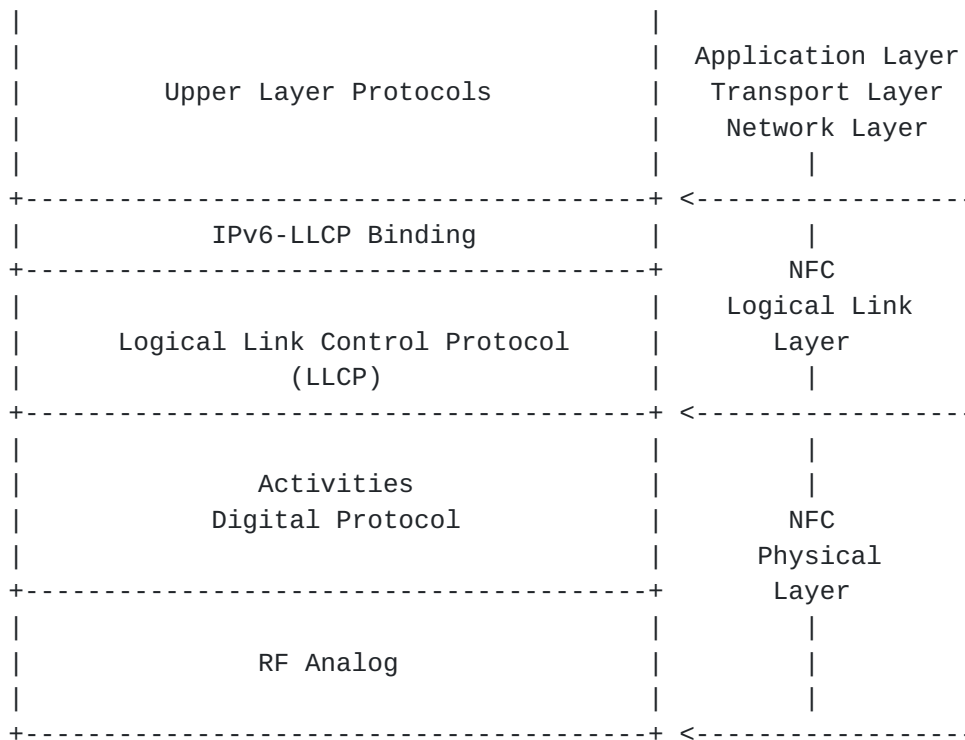 |                                         |
|                                         |  Application Layer
|         Upper Layer Protocols          |   Transport Layer
|                                         |    Network Layer
|                                         |         |
+----------------------------------------+ <------------------
|            IPv6-LLCP Binding           |         |
+----------------------------------------+        NFC
|                                         |    Logical Link
|      Logical Link Control Protocol     |       Layer
|                 (LLCP)                 |         |
+----------------------------------------+ <------------------
|                                         |         |
|               Activities               |         |
|            Digital Protocol            |        NFC
|                                         |      Physical
+----------------------------------------+       Layer
|                                         |         |
|               RF Analog                |         |
|                                         |         |
+----------------------------------------+ <------------------